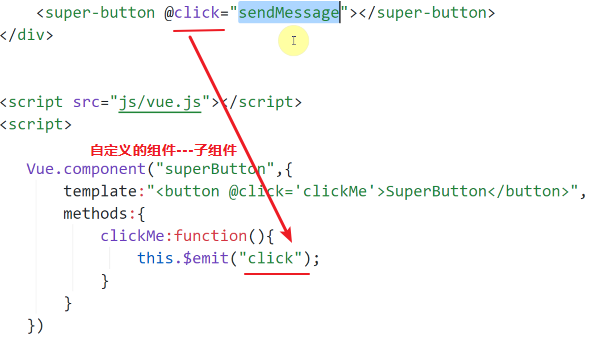 <super-button @click="sendMessage"></super-button>
</div>
<script src="js/vue.js"></script>
<script>
自定义的组件---子组件
Vue.component("superButton",{
template:"<button @click='clickMe'>SuperButton</button>",
methods:{
clickMe:function(){
this.$emit("click");
}
}
})